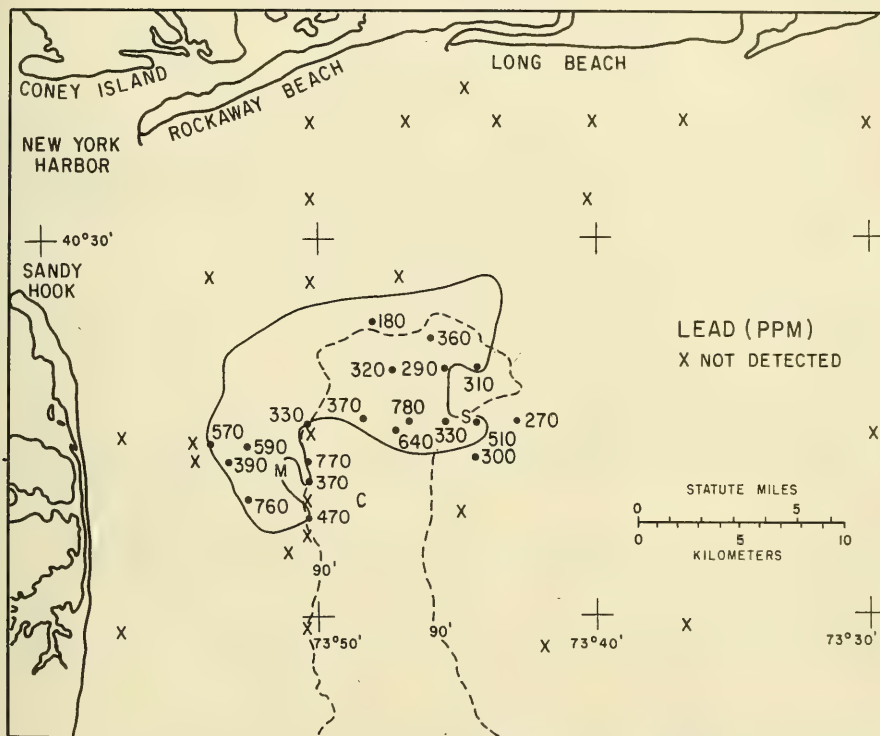 CONEY ISLAND
ROCKAWAY BEACH
LONG BEACH
NEW YORK
HARBOR
X
X X X X X X
X X
40°30'
SANDY
HOOK
X X X
180
360
LEAD (PPM)
X NOT DETECTED
320 290
310
370 780 S 270
330
X X X X
570 590 640 330 510
390 770 300
M 370
760 X C X
470
X
X
STATUTE MILES
0 5
0 5 10
KILOMETERS
90'
X X 90' X X
73°50' 73°40' 73°30'